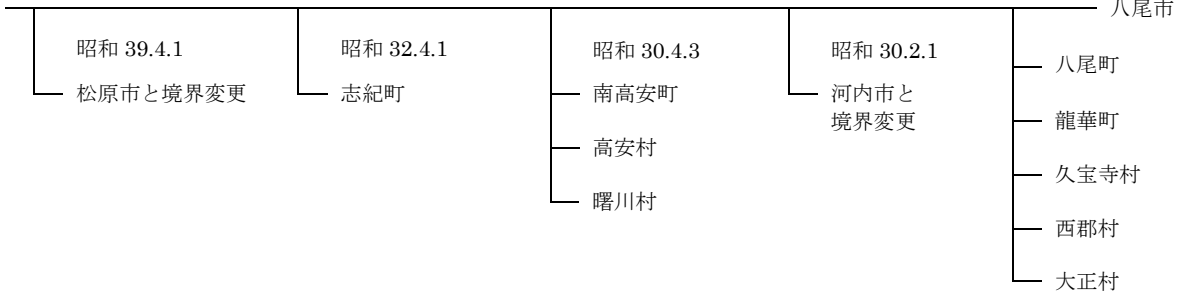 八尾市
昭和 39.4.1
松原市と境界変更
昭和 32.4.1
志紀町
昭和 30.4.3
南高安町
高安村
曙川村
昭和 30.2.1
河内市と
境界変更
八尾町
龍華町
久宝寺村
西郡村
大正村